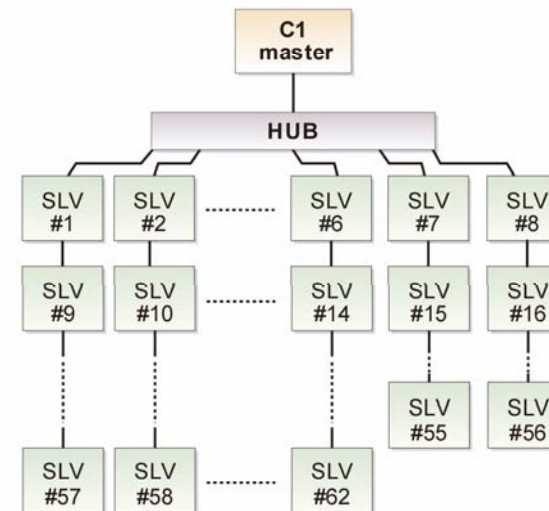 C1
master
HUB
SLV
#1
SLV
#2
SLV
#6
SLV
#7
SLV
#8
SLV
#9
SLV
#10
SLV
#14
SLV
#15
SLV
#16
SLV
#55
SLV
#56
SLV
#57
SLV
#58
SLV
#62